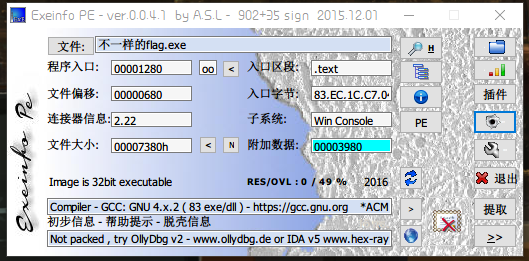 Exeinfo PE - ver.0.0.4.1 by A.S.L - 902+35 sign 2015.12.01
文件: 不一样的flag.exe H
程序入口: 00001280 oo < 入口区段: .text
文件偏移: 00000680 入口字节: 83.EC.1C.C7.04 插件
连接器信息: 2.22 子系统: Win Console PE
文件大小: 00007380h < N 附加数据: 00003980
Image is 32bit executable RES/OVL : 0 / 49 % 2016 退出
Compiler - GCC: GNU 4.x.2 ( 83 exe/dll ) - https://gcc.gnu.org *ACM > 提取
初步信息 - 帮助提示 - 脱壳信息
Not packed , try OllyDbg v2 - www.ollydbg.de or IDA v5 www.hex-ray >>
Exeinfo Pe